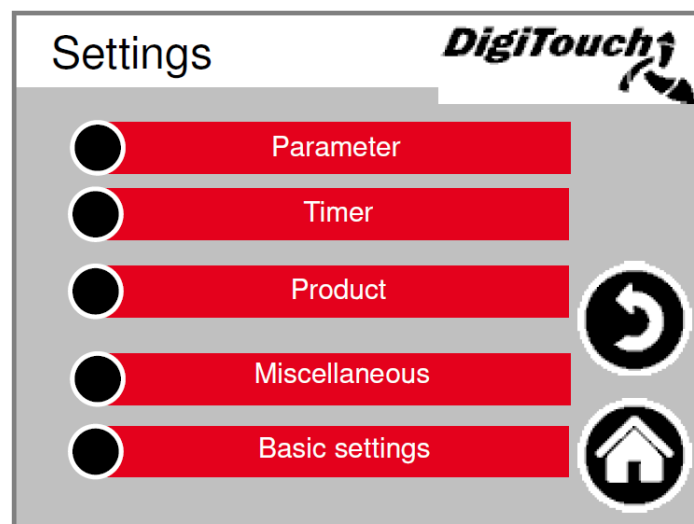 Settings
DigiTouch
Parameter
Timer
Product
Miscellaneous
Basic settings